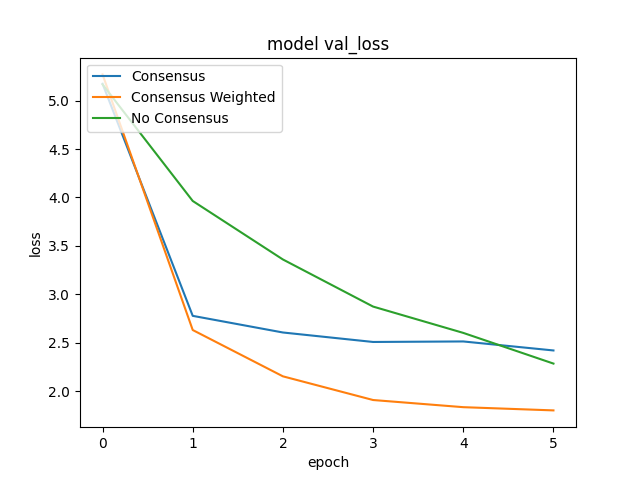 model val_loss
Consensus
Consensus Weighted
No Consensus
5.0
4.5
4.0
3.5
3.0
2.5
2.0
loss
0 1 2 3 4 5
epoch